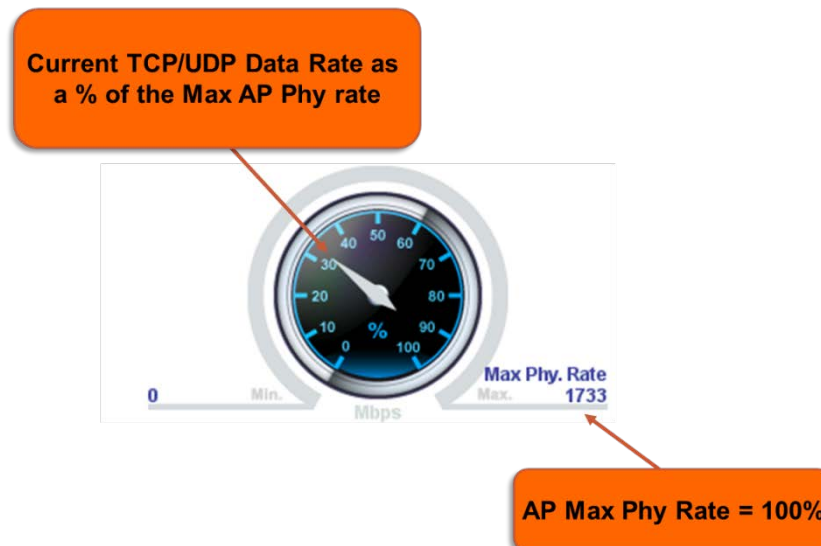 Current TCP/UDP Data Rate as
a % of the Max AP Phy rate
50
40
60
30
70
20
80
10
90
%
0
100
Max Phy. Rate
0
Min.
Max.
1733
Mbps
AP Max Phy Rate = 100%